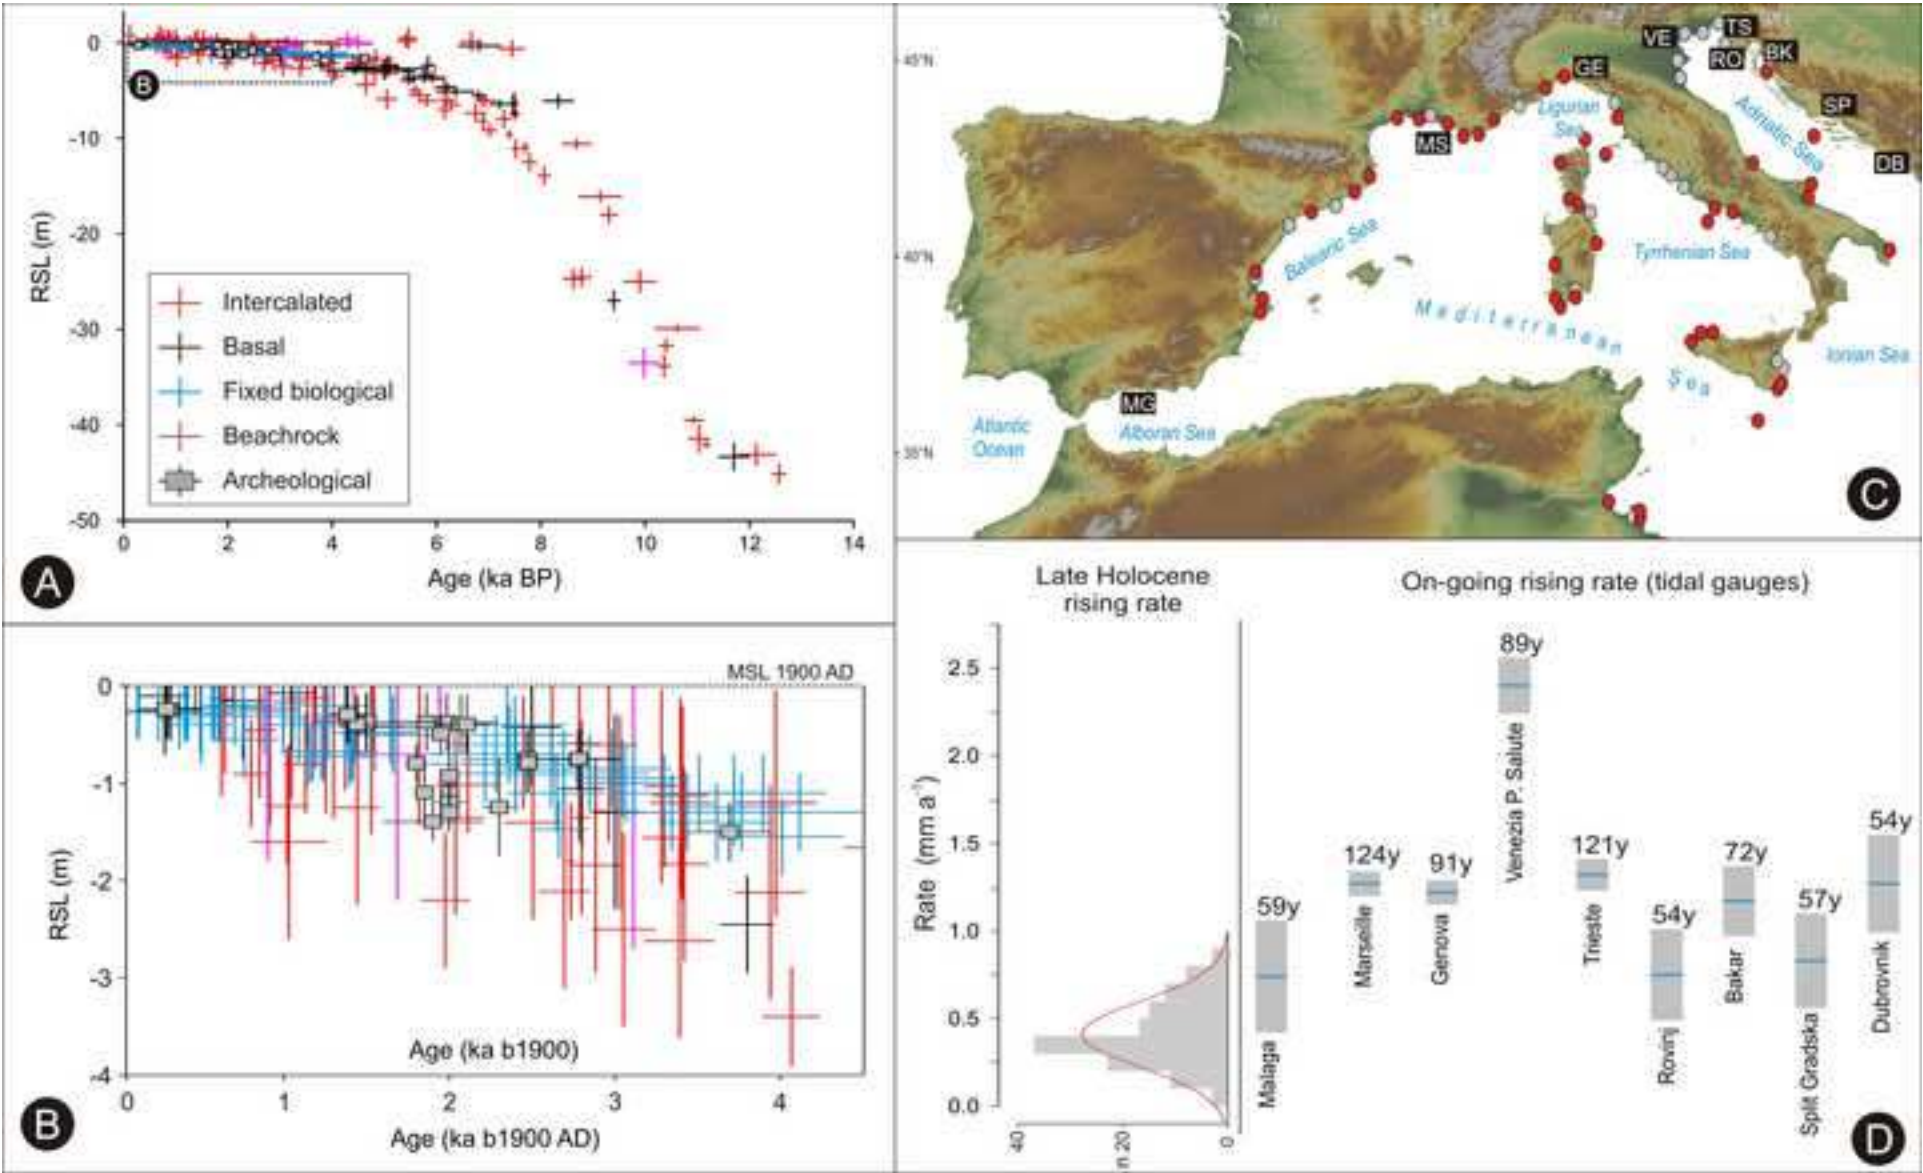 0
-10
-20
-30
-40
-50
RSL (m)
B
Intercalated
Basal
Fixed biological
Beachrock
Archeological
0 2 4 6 8 10 12 14
Age (ka BP)
A
MSL 1900 AD
0
-1
-2
-3
-4
RSL (m)
Age (ka b1900)
0 1 2 3 4
Age (ka b1900 AD)
B
45°N
40°N
35°N
VE
TS
RO
BK
GE
SP
DB
MS
MG
Ligurian
Sea
Adriatic Sea
Balearic Sea
Tyrrhenian Sea
Mediterranean
Sea
Ionian Sea
Atlantic
Ocean
Alboran Sea
C
Late Holocene
rising rate
On-going rising rate (tidal gauges)
2.5
2.0
1.5
1.0
0.5
0.0
Rate (mm a⁻¹)
40
n 20
0
59y
Malaga
124y
Marseille
91y
Genova
89y
Venezia P. Salute
121y
Trieste
54y
Rovinj
72y
Bakar
57y
Split Gradska
54y
Dubrovnik
D